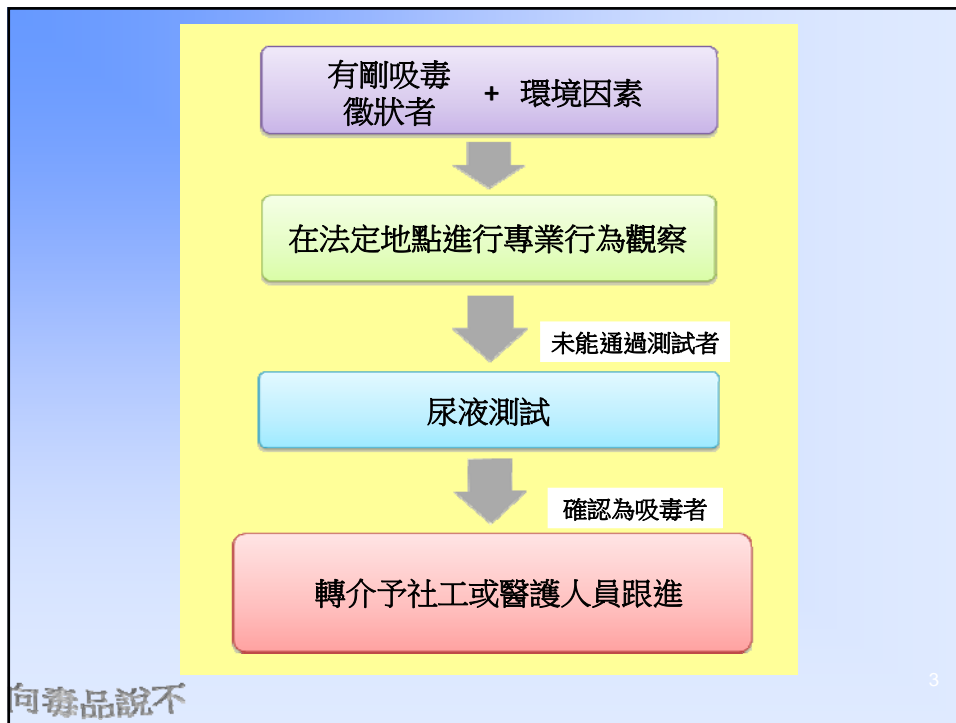 有剛吸毒
徵狀者 + 環境因素
在法定地點進行專業行為觀察
未能通過測試者
尿液測試
確認為吸毒者
轉介予社工或醫護人員跟進
向毒品說不
3